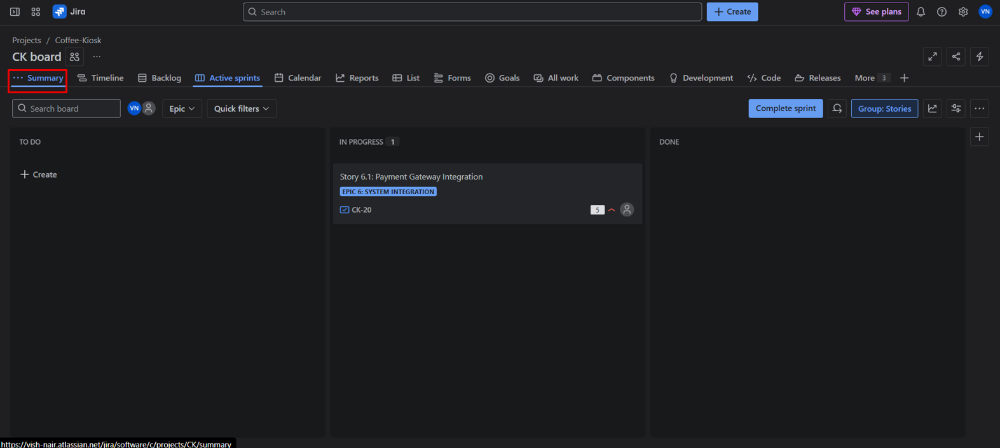 Jira
Search
Create
See plans
VN
Projects / Coffee-Kiosk
CK board
Summary
Timeline
Backlog
Active sprints
Calendar
Reports
List
Forms
Goals
All work
Components
Development
Code
Releases
More 3
Search board
VN
Epic
Quick filters
Complete sprint
Group: Stories
TO DO
Create
IN PROGRESS 1
Story 6.1: Payment Gateway Integration
EPIC 6: SYSTEM INTEGRATION
CK-20
5
DONE
https://vish-nair.atlassian.net/jira/software/c/projects/CK/summary